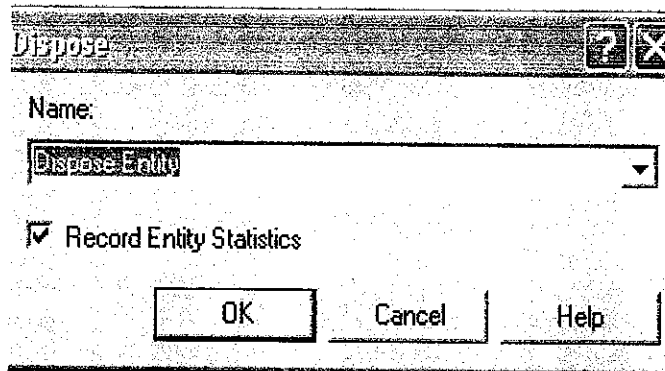 Dispose
Name:
Dispose Entity
Record Entity Statistics
OK Cancel Help